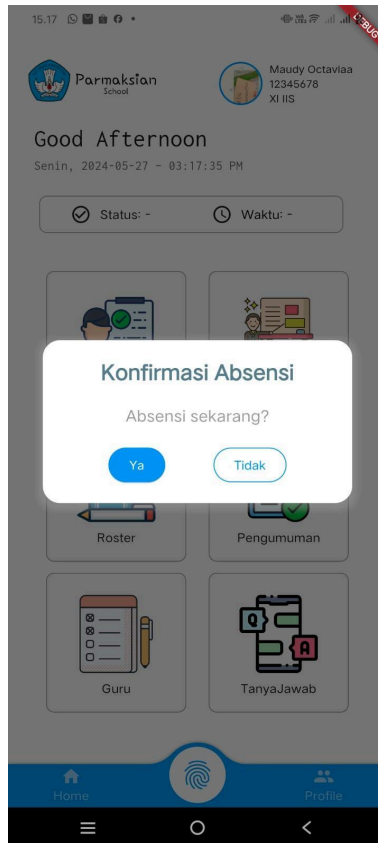 15.17
DEBUG
Parmaksian
School
Maudy Octaviaa
12345678
XI IIS
Good Afternoon
Senin, 2024-05-27 - 03:17:35 PM
Status: -
Waktu: -
Konfirmasi Absensi
Absensi sekarang?
Ya
Tidak
Roster
Pengumuman
Q
A
Guru
TanyaJawab
Home
Profile